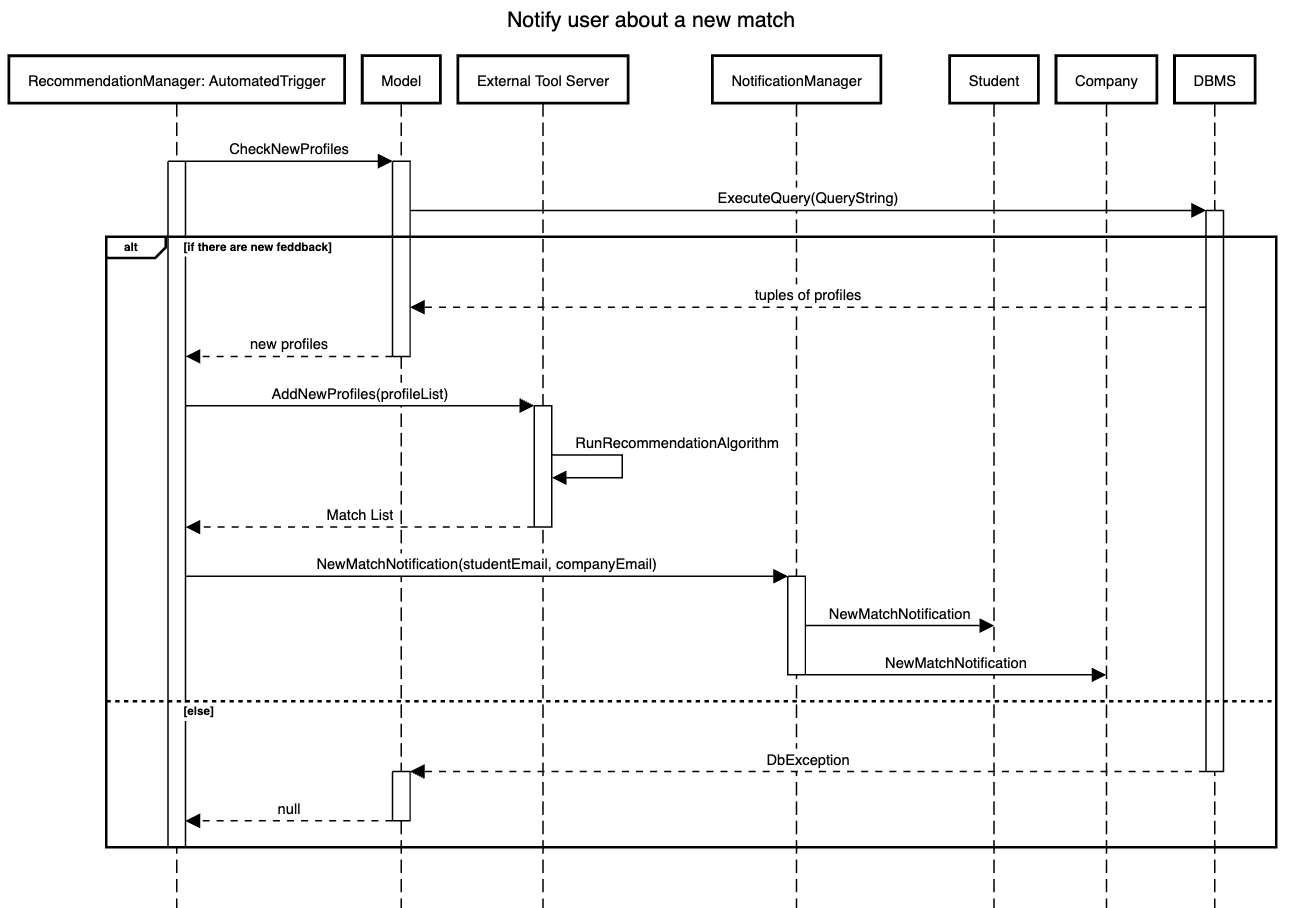 Notify user about a new match
RecommendationManager: AutomatedTrigger
Model
External Tool Server
NotificationManager
Student
Company
DBMS
CheckNewProfiles
ExecuteQuery(QueryString)
alt
[if there are new feddback]
tuples of profiles
new profiles
AddNewProfiles(profileList)
RunRecommendationAlgorithm
Match List
NewMatchNotification(studentEmail, companyEmail)
NewMatchNotification
NewMatchNotification
[else]
DbException
null